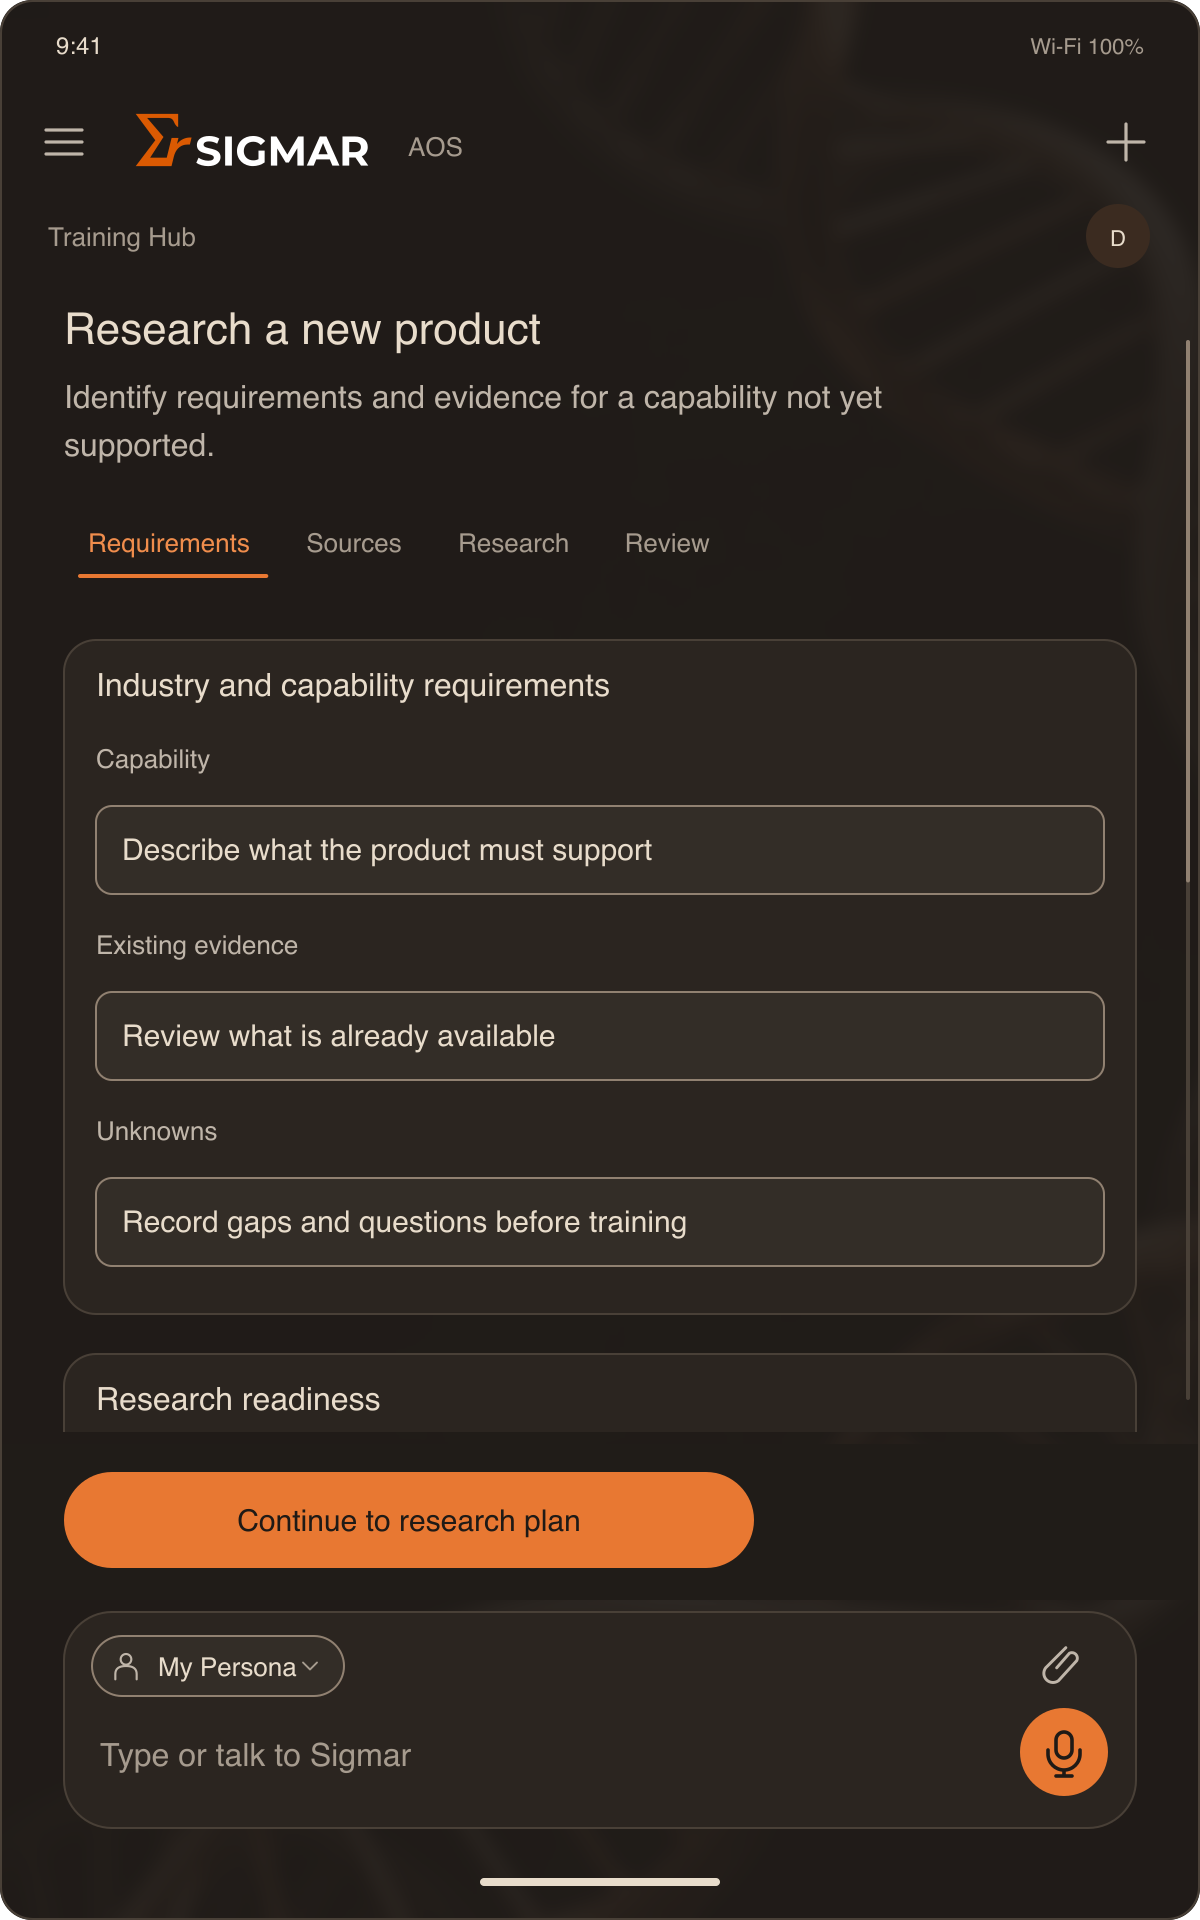 9:41
Wi-Fi 100%
Σr SIGMAR AOS
Training Hub
D
Research a new product
Identify requirements and evidence for a capability not yet
supported.
Requirements Sources Research Review
Industry and capability requirements
Capability
Describe what the product must support
Existing evidence
Review what is already available
Unknowns
Record gaps and questions before training
Research readiness
Continue to research plan
My Persona
Type or talk to Sigmar